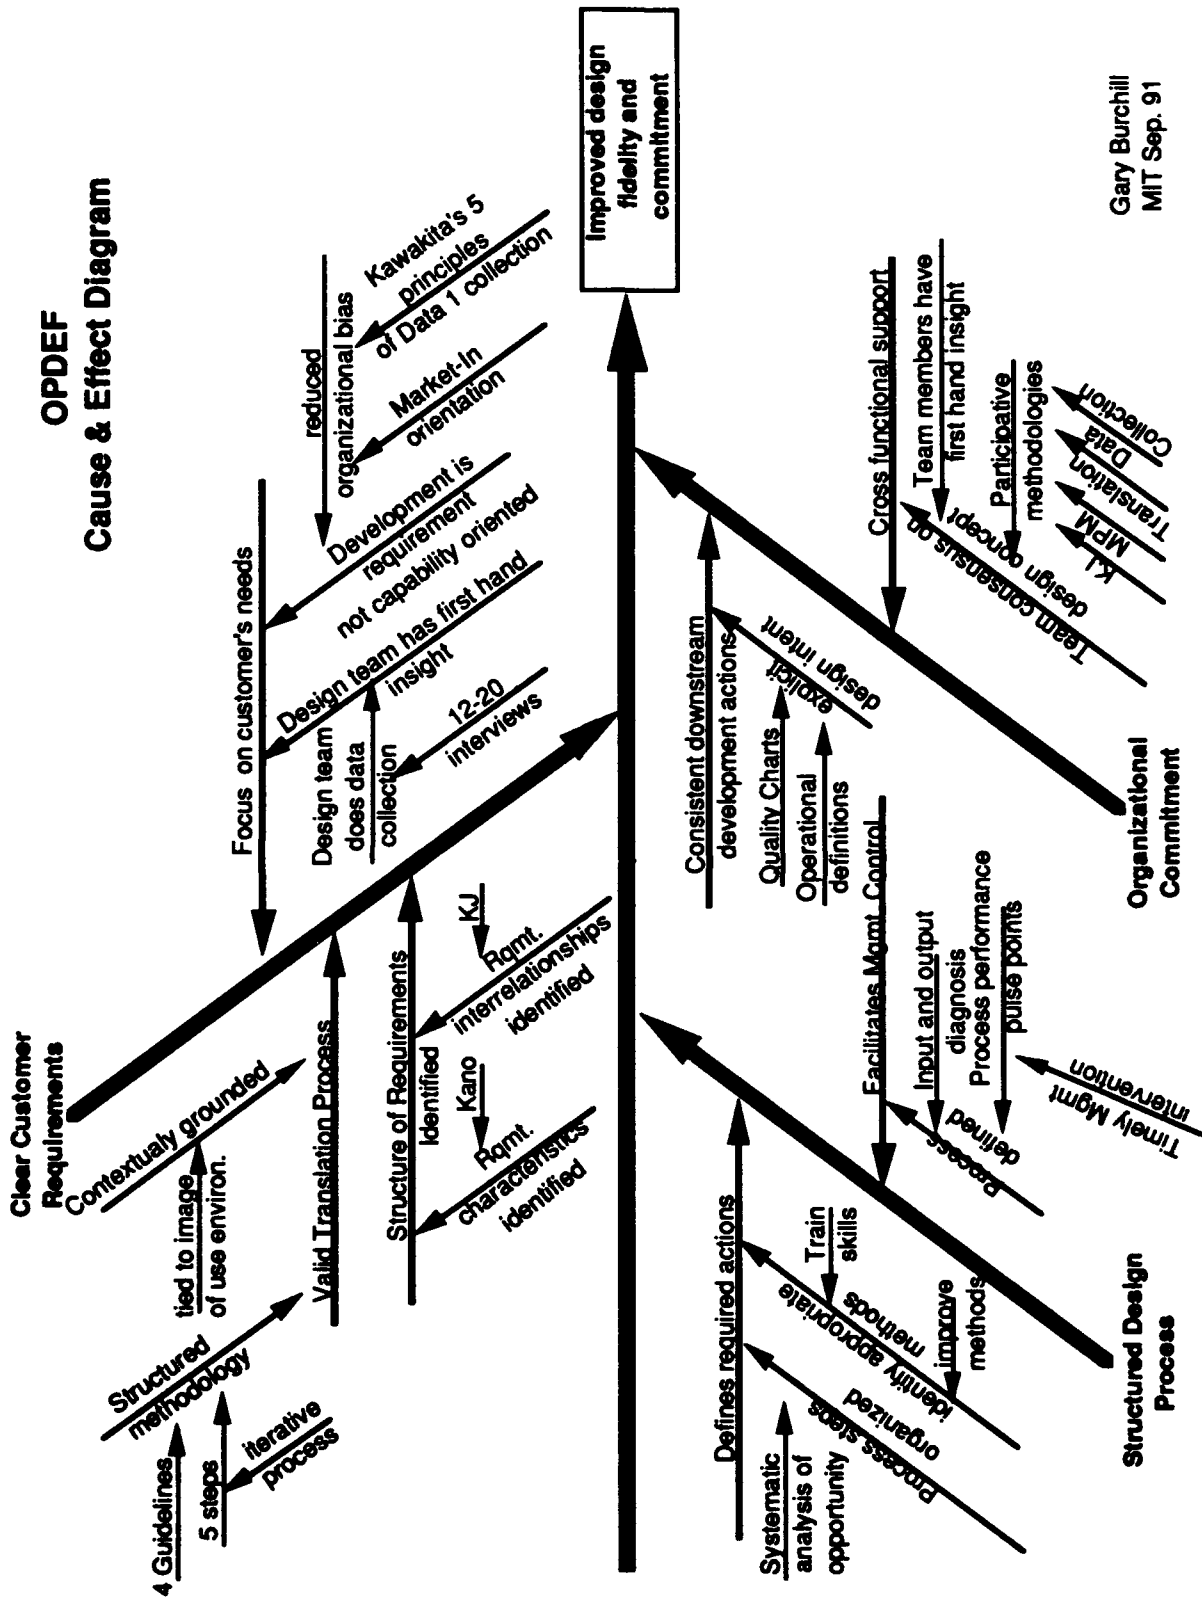 OPDEF
Cause & Effect Diagram
Clear Customer
Requirements
Contextualy grounded
tied to image
of use environ.
Structured
methodology
4 Guidelines
5 steps
iterative
process
Valid Translation Process
Focus on customer's needs
reduced
organizational bias
Kawakita's 5
principles
of Data 1 collection
Market-In
orientation
Development is
requirement
not capability oriented
Design team has first hand
insight
Design team
does data
collection
12-20
interviews
Structure of Requirements
Identified
KJ
Rqmt.
interrelationships
identified
Kano
Rqmt.
characteristics
identified
Improved design
fidelity and
commitment
Defines required actions
Systematic
analysis of
opportunity
Process steps
organized
identify appropriate
methods
Train
skills
improve
methods
Facilitates Mgmt. Control
Process
defined
Input and output
diagnosis
Process performance
pulse points
Timely Mgmt
intervention
Structured Design
Process
Consistent downstream
development actions
explicit
design intent
Quality Charts
Operational
definitions
Cross functional support
Team consensus on
design concept
Team members have
first hand insight
Participative
methodologies
KJ
MPM
Translation
Data
Collection
Organizational
Commitment
Gary Burchill
MIT Sep. 91